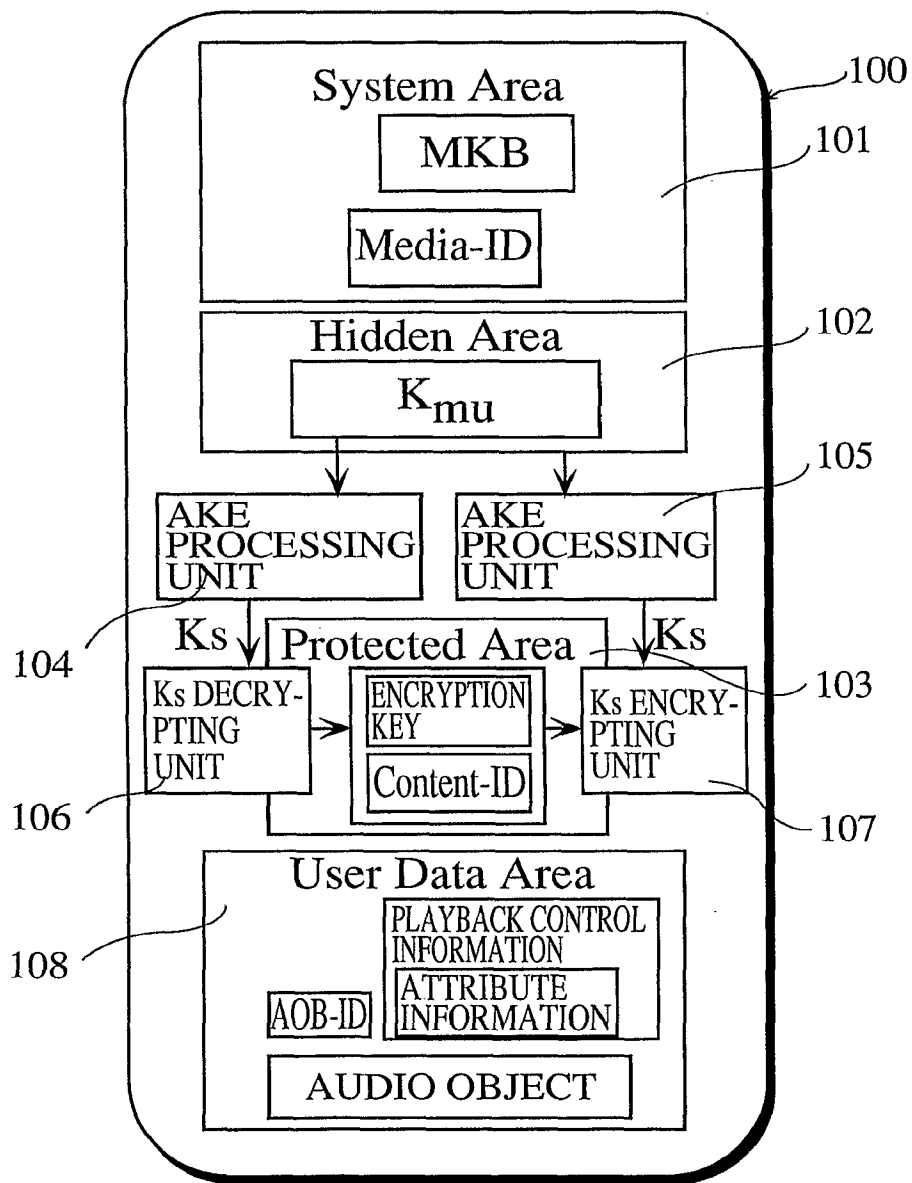 100
System Area
MKB
101
Media-ID
Hidden Area
102
Kmu
105
AKE
PROCESSING
UNIT
AKE
PROCESSING
UNIT
104
Ks
Protected Area
Ks
103
Ks DECRY-
PTING
UNIT
ENCRYPTION
KEY
Content-ID
Ks ENCRY-
PTING
UNIT
106
107
User Data Area
PLAYBACK CONTROL
INFORMATION
108
ATTRIBUTE
INFORMATION
AOB-ID
AUDIO OBJECT